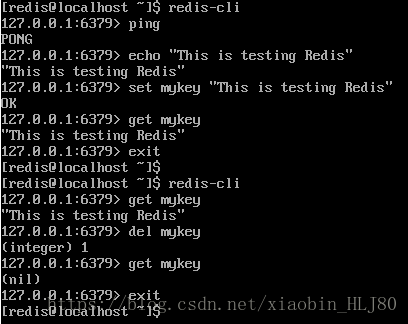 [redis@localhost ~]$ redis-cli
127.0.0.1:6379> ping
PONG
127.0.0.1:6379> echo "This is testing Redis"
"This is testing Redis"
127.0.0.1:6379> set mykey "This is testing Redis"
OK
127.0.0.1:6379> get mykey
"This is testing Redis"
127.0.0.1:6379> exit
[redis@localhost ~]$
[redis@localhost ~]$ redis-cli
127.0.0.1:6379> get mykey
"This is testing Redis"
127.0.0.1:6379> del mykey
(integer) 1
127.0.0.1:6379> get mykey
(nil)
127.0.0.1:6379> exit
[redis@localhost ~]$
https://blog.csdn.net/xiaobin_HLJ80